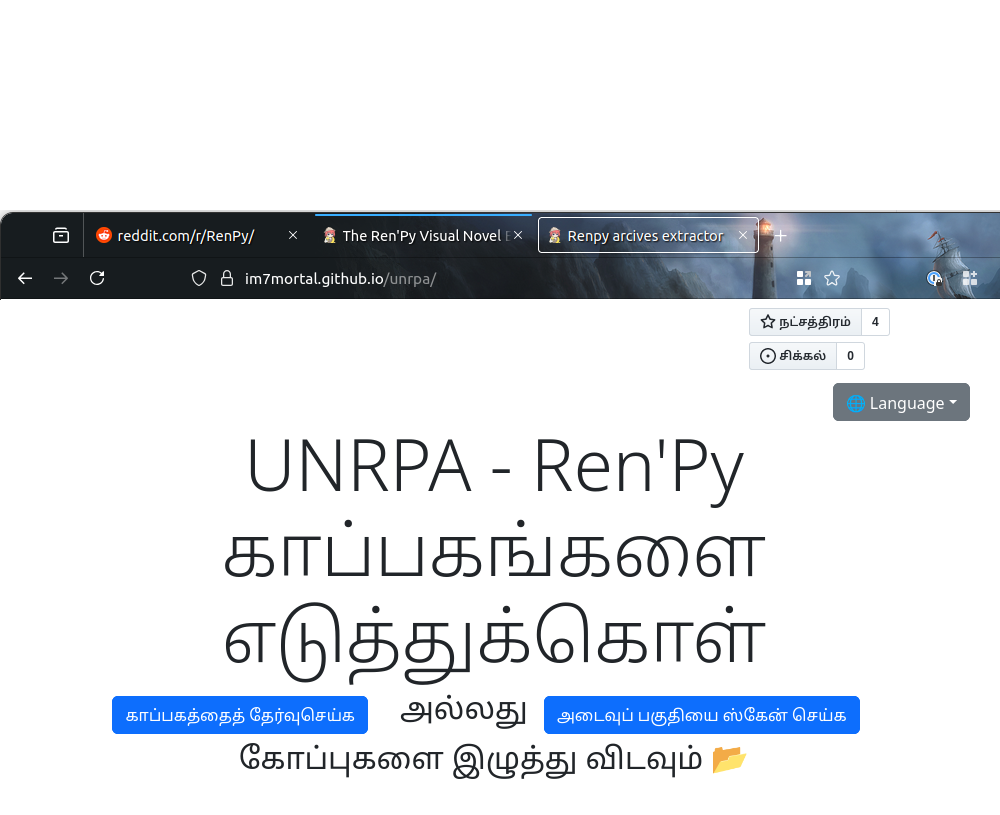 reddit.com/r/RenPy/
The Ren'Py Visual Novel E
Renpy arcives extractor
im7mortal.github.io/unrpa/
நட்சத்திரம் 4
சிக்கல் 0
🌐 Language
UNRPA - Ren'Py
காப்பகங்களை
எடுத்துக்கொள்
காப்பகத்தைத் தேர்வுசெய்க அல்லது அடைவுப் பகுதியை ஸ்கேன் செய்க
கோப்புகளை இழுத்து விடவும் 📂